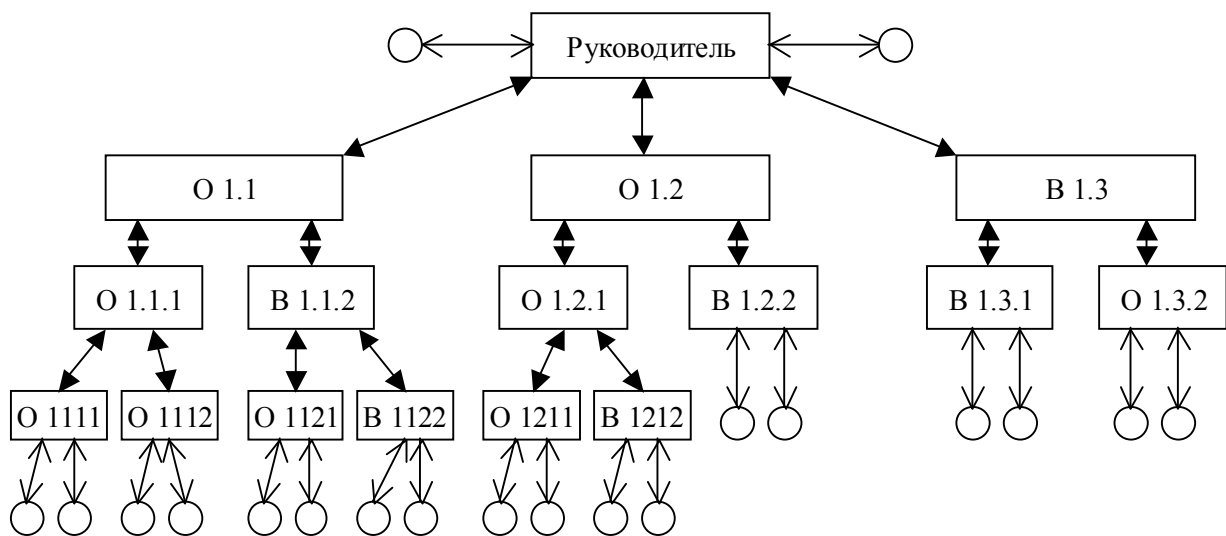 Руководитель
О 1.1 О 1.2 В 1.3
О 1.1.1 В 1.1.2 О 1.2.1 В 1.2.2 В 1.3.1 О 1.3.2
О 1111 О 1112 О 1121 В 1122 О 1211 В 1212